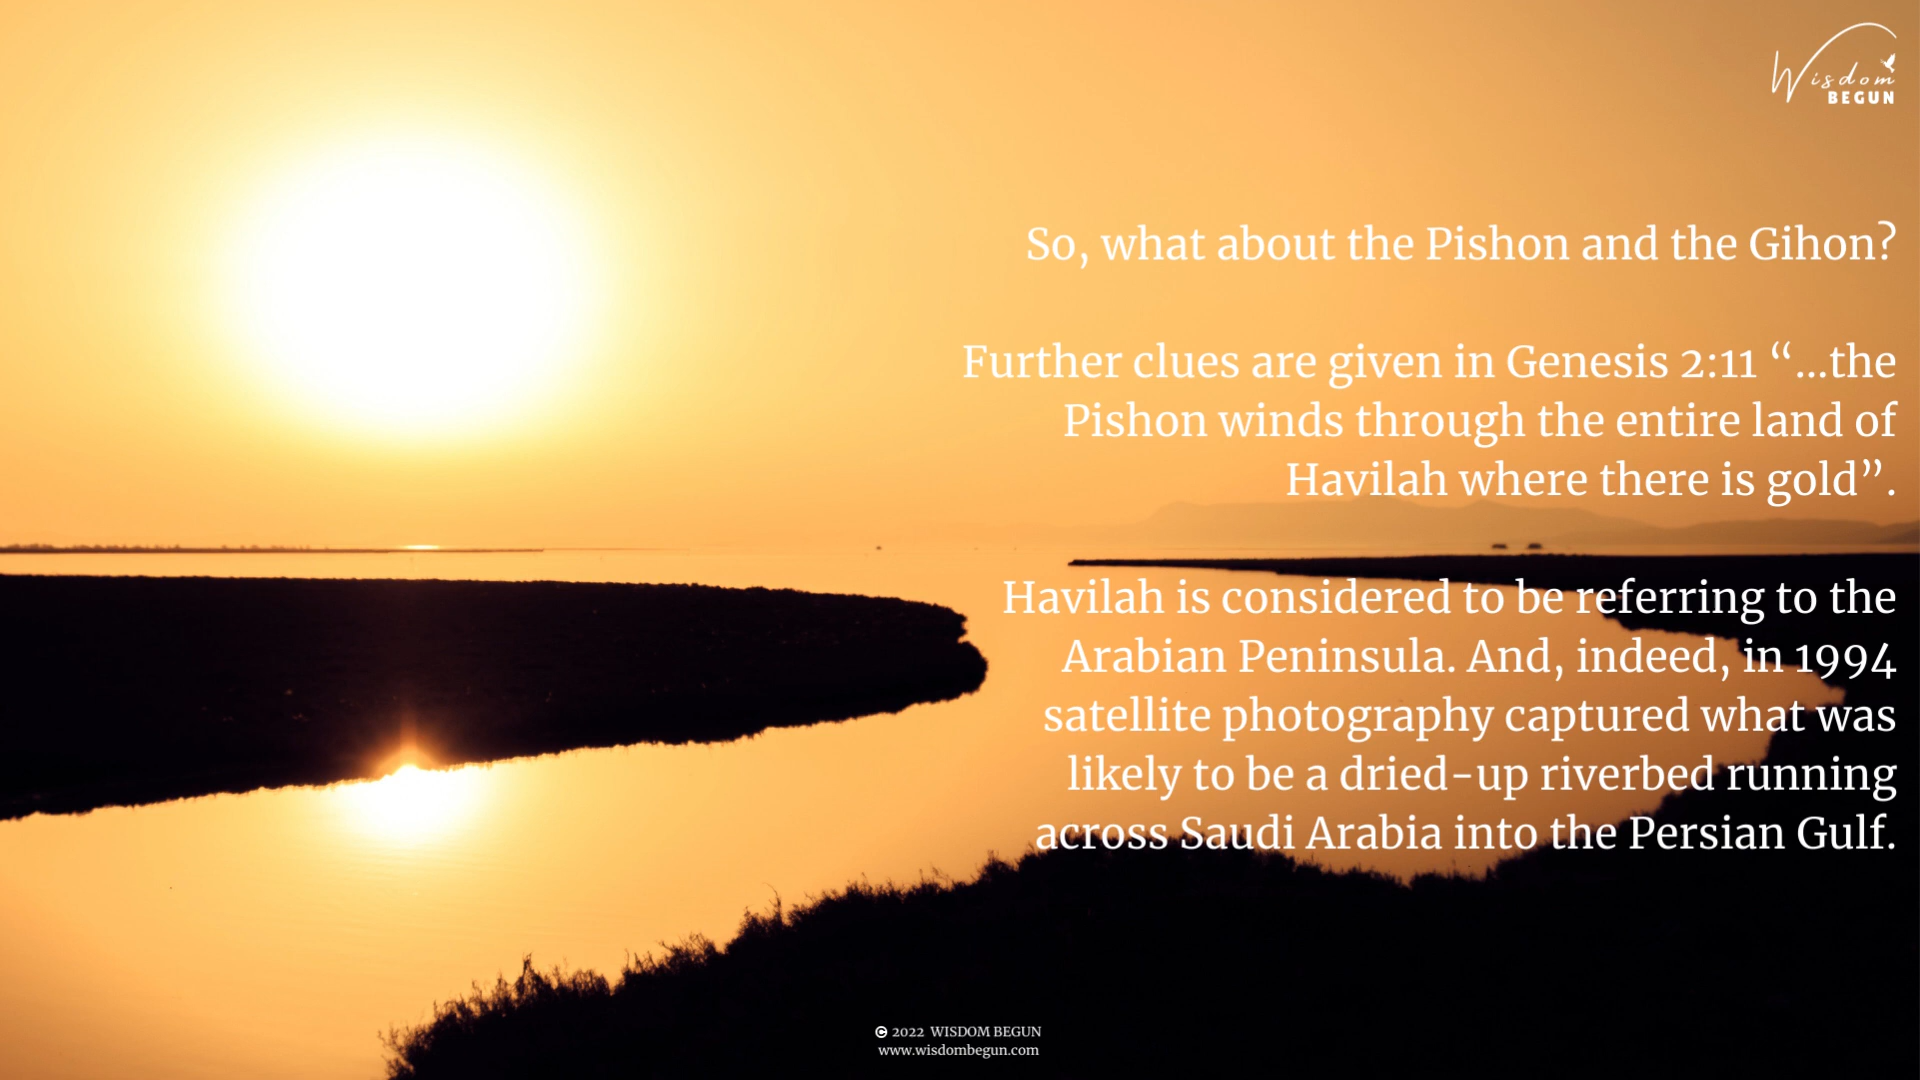 Wisdom
BEGUN
So, what about the Pishon and the Gihon?
Further clues are given in Genesis 2:11 “...the
Pishon winds through the entire land of
Havilah where there is gold”.
Havilah is considered to be referring to the
Arabian Peninsula. And, indeed, in 1994
satellite photography captured what was
likely to be a dried-up riverbed running
across Saudi Arabia into the Persian Gulf.
© 2022 WISDOM BEGUN
www.wisdombegun.com